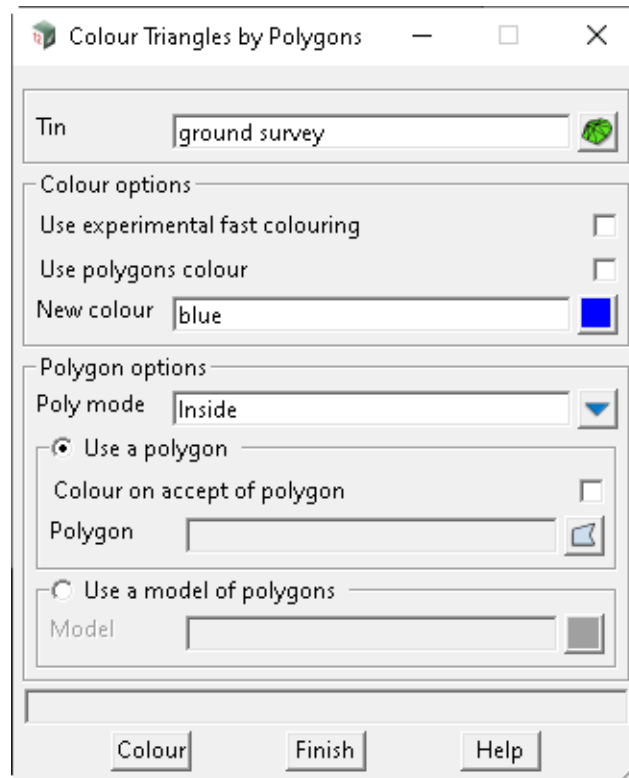 Colour Triangles by Polygons
Tin ground survey
Colour options
Use experimental fast colouring
Use polygons colour
New colour blue
Polygon options
Poly mode Inside
Use a polygon
Colour on accept of polygon
Polygon
Use a model of polygons
Model
Colour Finish Help